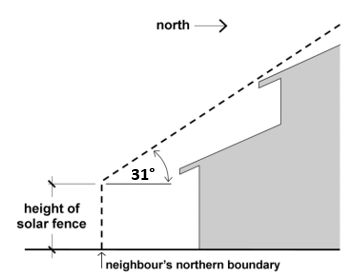 north
31°
height of
solar fence
neighbour's northern boundary